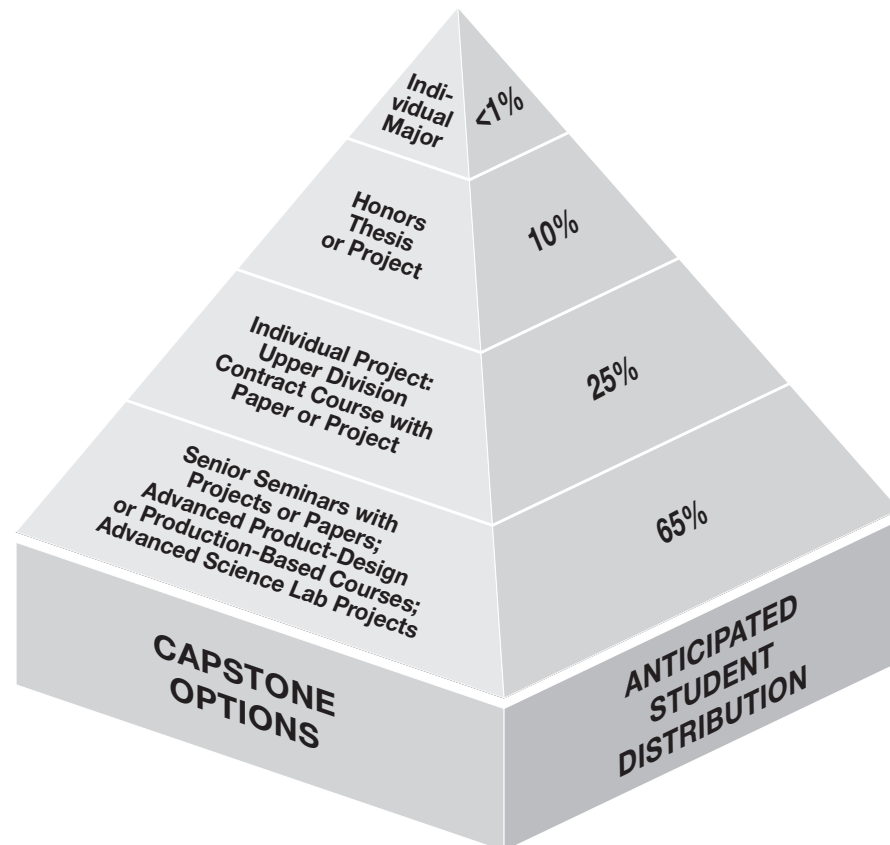 Indi-
vidual
Major
<1%
Honors
Thesis
or Project
10%
Individual Project:
Upper Division
Contract Course with
Paper or Project
25%
Senior Seminars with
Projects or Papers;
Advanced Product-Design
or Production-Based Courses;
Advanced Science Lab Projects
65%
CAPSTONE
OPTIONS
ANTICIPATED
STUDENT
DISTRIBUTION